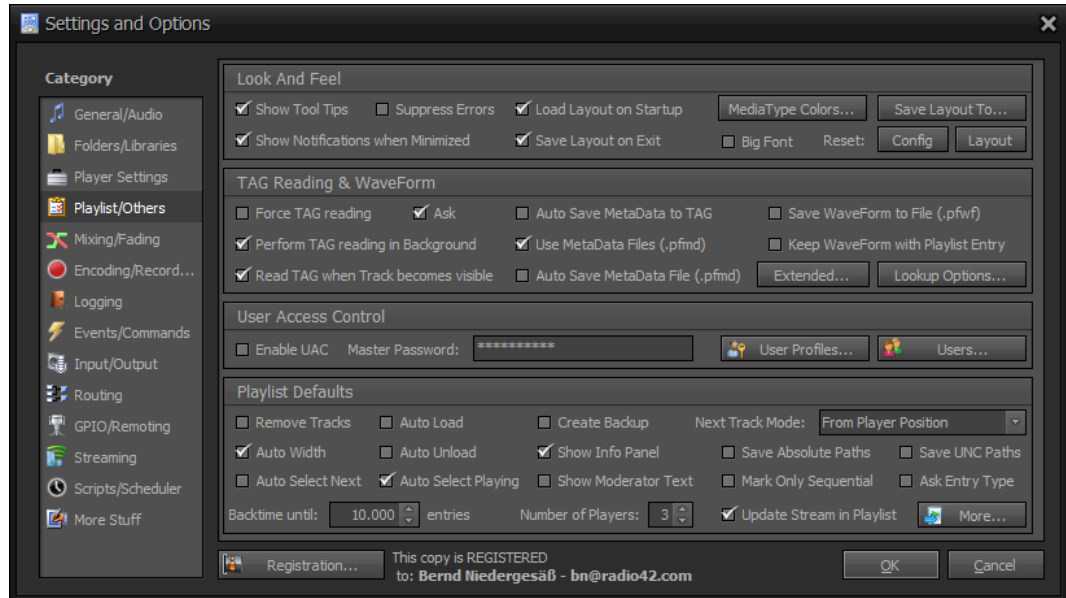 Settings and Options
Category
General/Audio
Folders/Libraries
Player Settings
Playlist/Others
Mixing/Fading
Encoding/Record...
Logging
Events/Commands
Input/Output
Routing
GPIO/Remoting
Streaming
Scripts/Scheduler
More Stuff
Look And Feel
Show Tool Tips Suppress Errors Load Layout on Startup MediaType Colors... Save Layout To...
Show Notifications when Minimized Save Layout on Exit Big Font Reset: Config Layout
TAG Reading & WaveForm
Force TAG reading Ask Auto Save MetaData to TAG Save WaveForm to File (.pfwf)
Perform TAG reading in Background Use MetaData Files (.pfmd) Keep WaveForm with Playlist Entry
Read TAG when Track becomes visible Auto Save MetaData File (.pfmd) Extended... Lookup Options...
User Access Control
Enable UAC Master Password: ********** User Profiles... Users...
Playlist Defaults
Remove Tracks Auto Load Create Backup Next Track Mode: From Player Position
Auto Width Auto Unload Show Info Panel Save Absolute Paths Save UNC Paths
Auto Select Next Auto Select Playing Show Moderator Text Mark Only Sequential Ask Entry Type
Backtime until: 10.000 entries Number of Players: 3 Update Stream in Playlist More...
Registration... This copy is REGISTERED
to: Bernd Niedergesäß - bn@radio42.com
OK Cancel